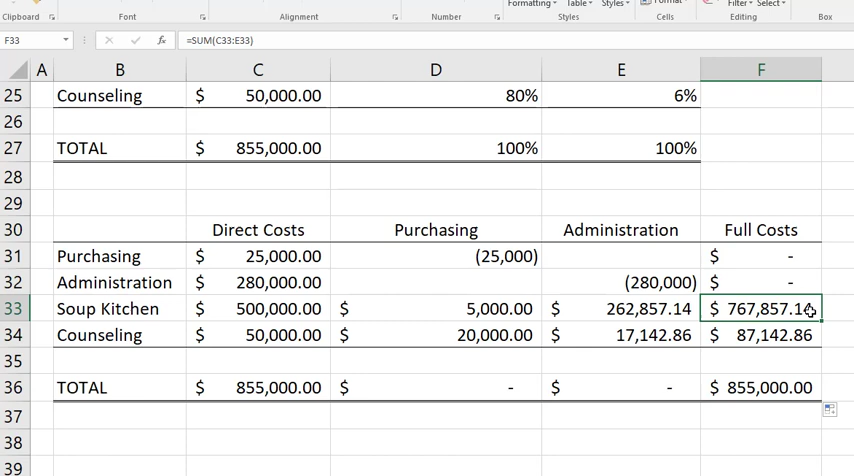 Formatting Table Styles Format Filter Select
Clipboard Font Alignment Number Styles Cells Editing Box
F33 fx =SUM(C33:E33)
A B C D E F
25 Counseling $ 50,000.00 80% 6%
26
27 TOTAL $ 855,000.00 100% 100%
28
29
30 Direct Costs Purchasing Administration Full Costs
31 Purchasing $ 25,000.00 (25,000) $ -
32 Administration $ 280,000.00 (280,000) $ -
33 Soup Kitchen $ 500,000.00 $ 5,000.00 $ 262,857.14 $ 767,857.14
34 Counseling $ 50,000.00 $ 20,000.00 $ 17,142.86 $ 87,142.86
35
36 TOTAL $ 855,000.00 $ - $ - $ 855,000.00
37
38
39